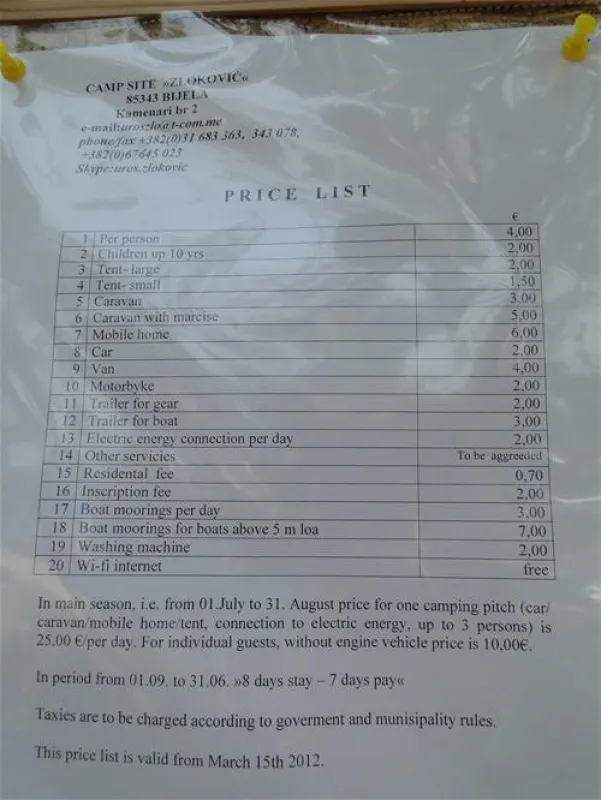 CAMP SITE »ZLOKOVIĆ«
85343 BIJELA
Kamenari br 2
e-mail:uroszlo@t-com.me
phone/fax +382(0)31 683 363, 343 078,
+382(0)67645 023
Skype:uros.zlokovic
PRICE LIST
€
1 Per person 4,00
2 Children up 10 yrs 2,00
3 Tent- large 2,00
4 Tent- small 1,50
5 Caravan 3,00
6 Caravan with marcise 5,00
7 Mobile home 6,00
8 Car 2,00
9 Van 4,00
10 Motorbyke 2,00
11 Trailer for gear 2,00
12 Trailer for boat 3,00
13 Electric energy connection per day 2,00
14 Other servicies To be aggreeded
15 Residental fee 0,70
16 Inscription fee 2,00
17 Boat moorings per day 3,00
18 Boat moorings for boats above 5 m loa 7,00
19 Washing machine 2,00
20 Wi-fi internet free
In main season, i.e. from 01.July to 31. August price for one camping pitch (car/
caravan/mobile home/tent, connection to electric energy, up to 3 persons) is
25,00 €/per day. For individual guests, without engine vehicle price is 10,00€.
In period from 01.09. to 31.06. »8 days stay – 7 days pay«
Taxies are to be charged according to goverment and munisipality rules.
This price list is valid from March 15th 2012.